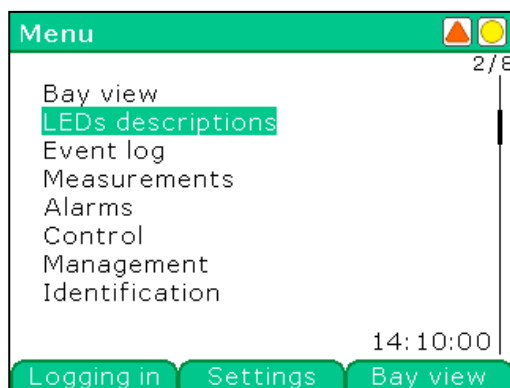 Menu
2/8
Bay view
LEDs descriptions
Event log
Measurements
Alarms
Control
Management
Identification
14:10:00
Logging in Settings Bay view